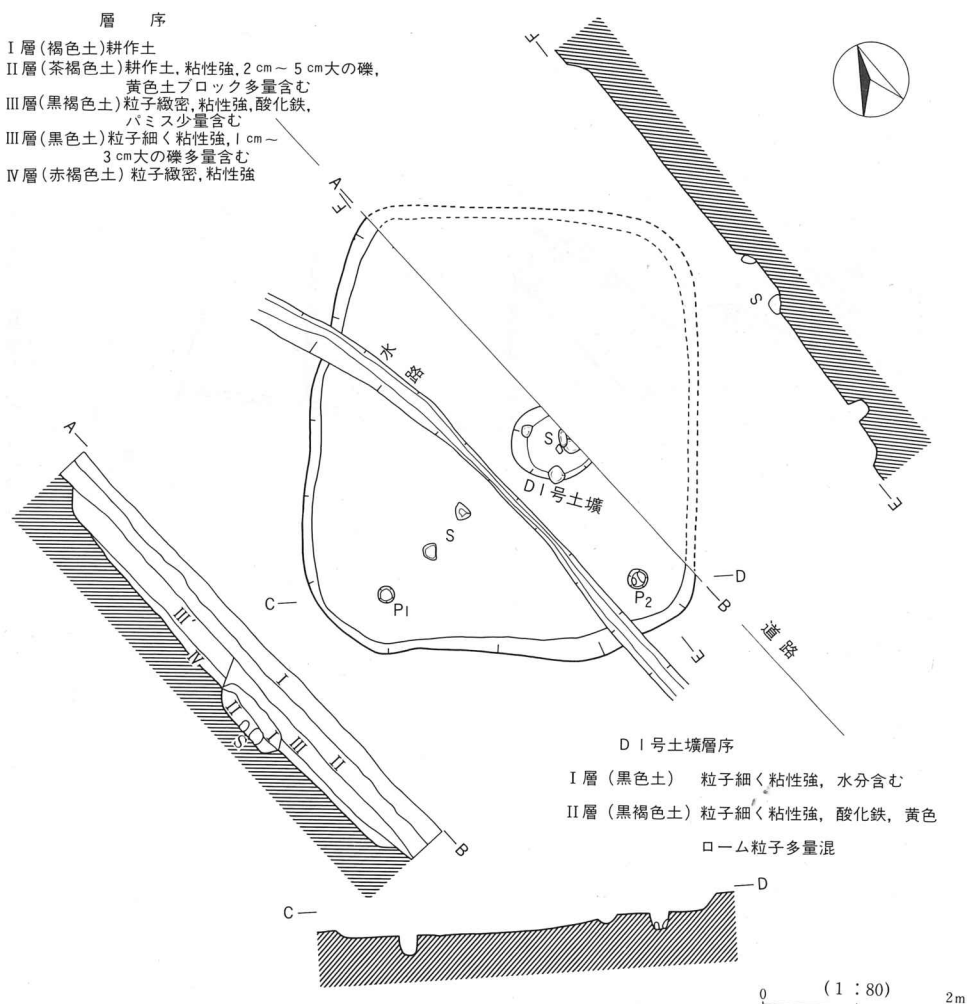 層 序
I層(褐色土)耕作土
II層(茶褐色土)耕作土,粘性強,2㎝~5㎝大の礫,
黄色土ブロック多量含む
III層(黒褐色土)粒子緻密,粘性強,酸化鉄,
パミス少量含む
III層(黒色土)粒子細く粘性強,1㎝~
3㎝大の礫多量含む
IV層(赤褐色土)粒子緻密,粘性強
F
A
F
水路
S
S
D1号土壙
E
A
S
C
P1
P2
D
B
E
道路
III'
IV
I
II
I
III
II
S
B
D1号土壙層序
I層(黒色土) 粒子細く粘性強,水分含む
II層(黒褐色土)粒子細く粘性強,酸化鉄,黄色
ローム粒子多量混
C
D
(1:80)
0 2m